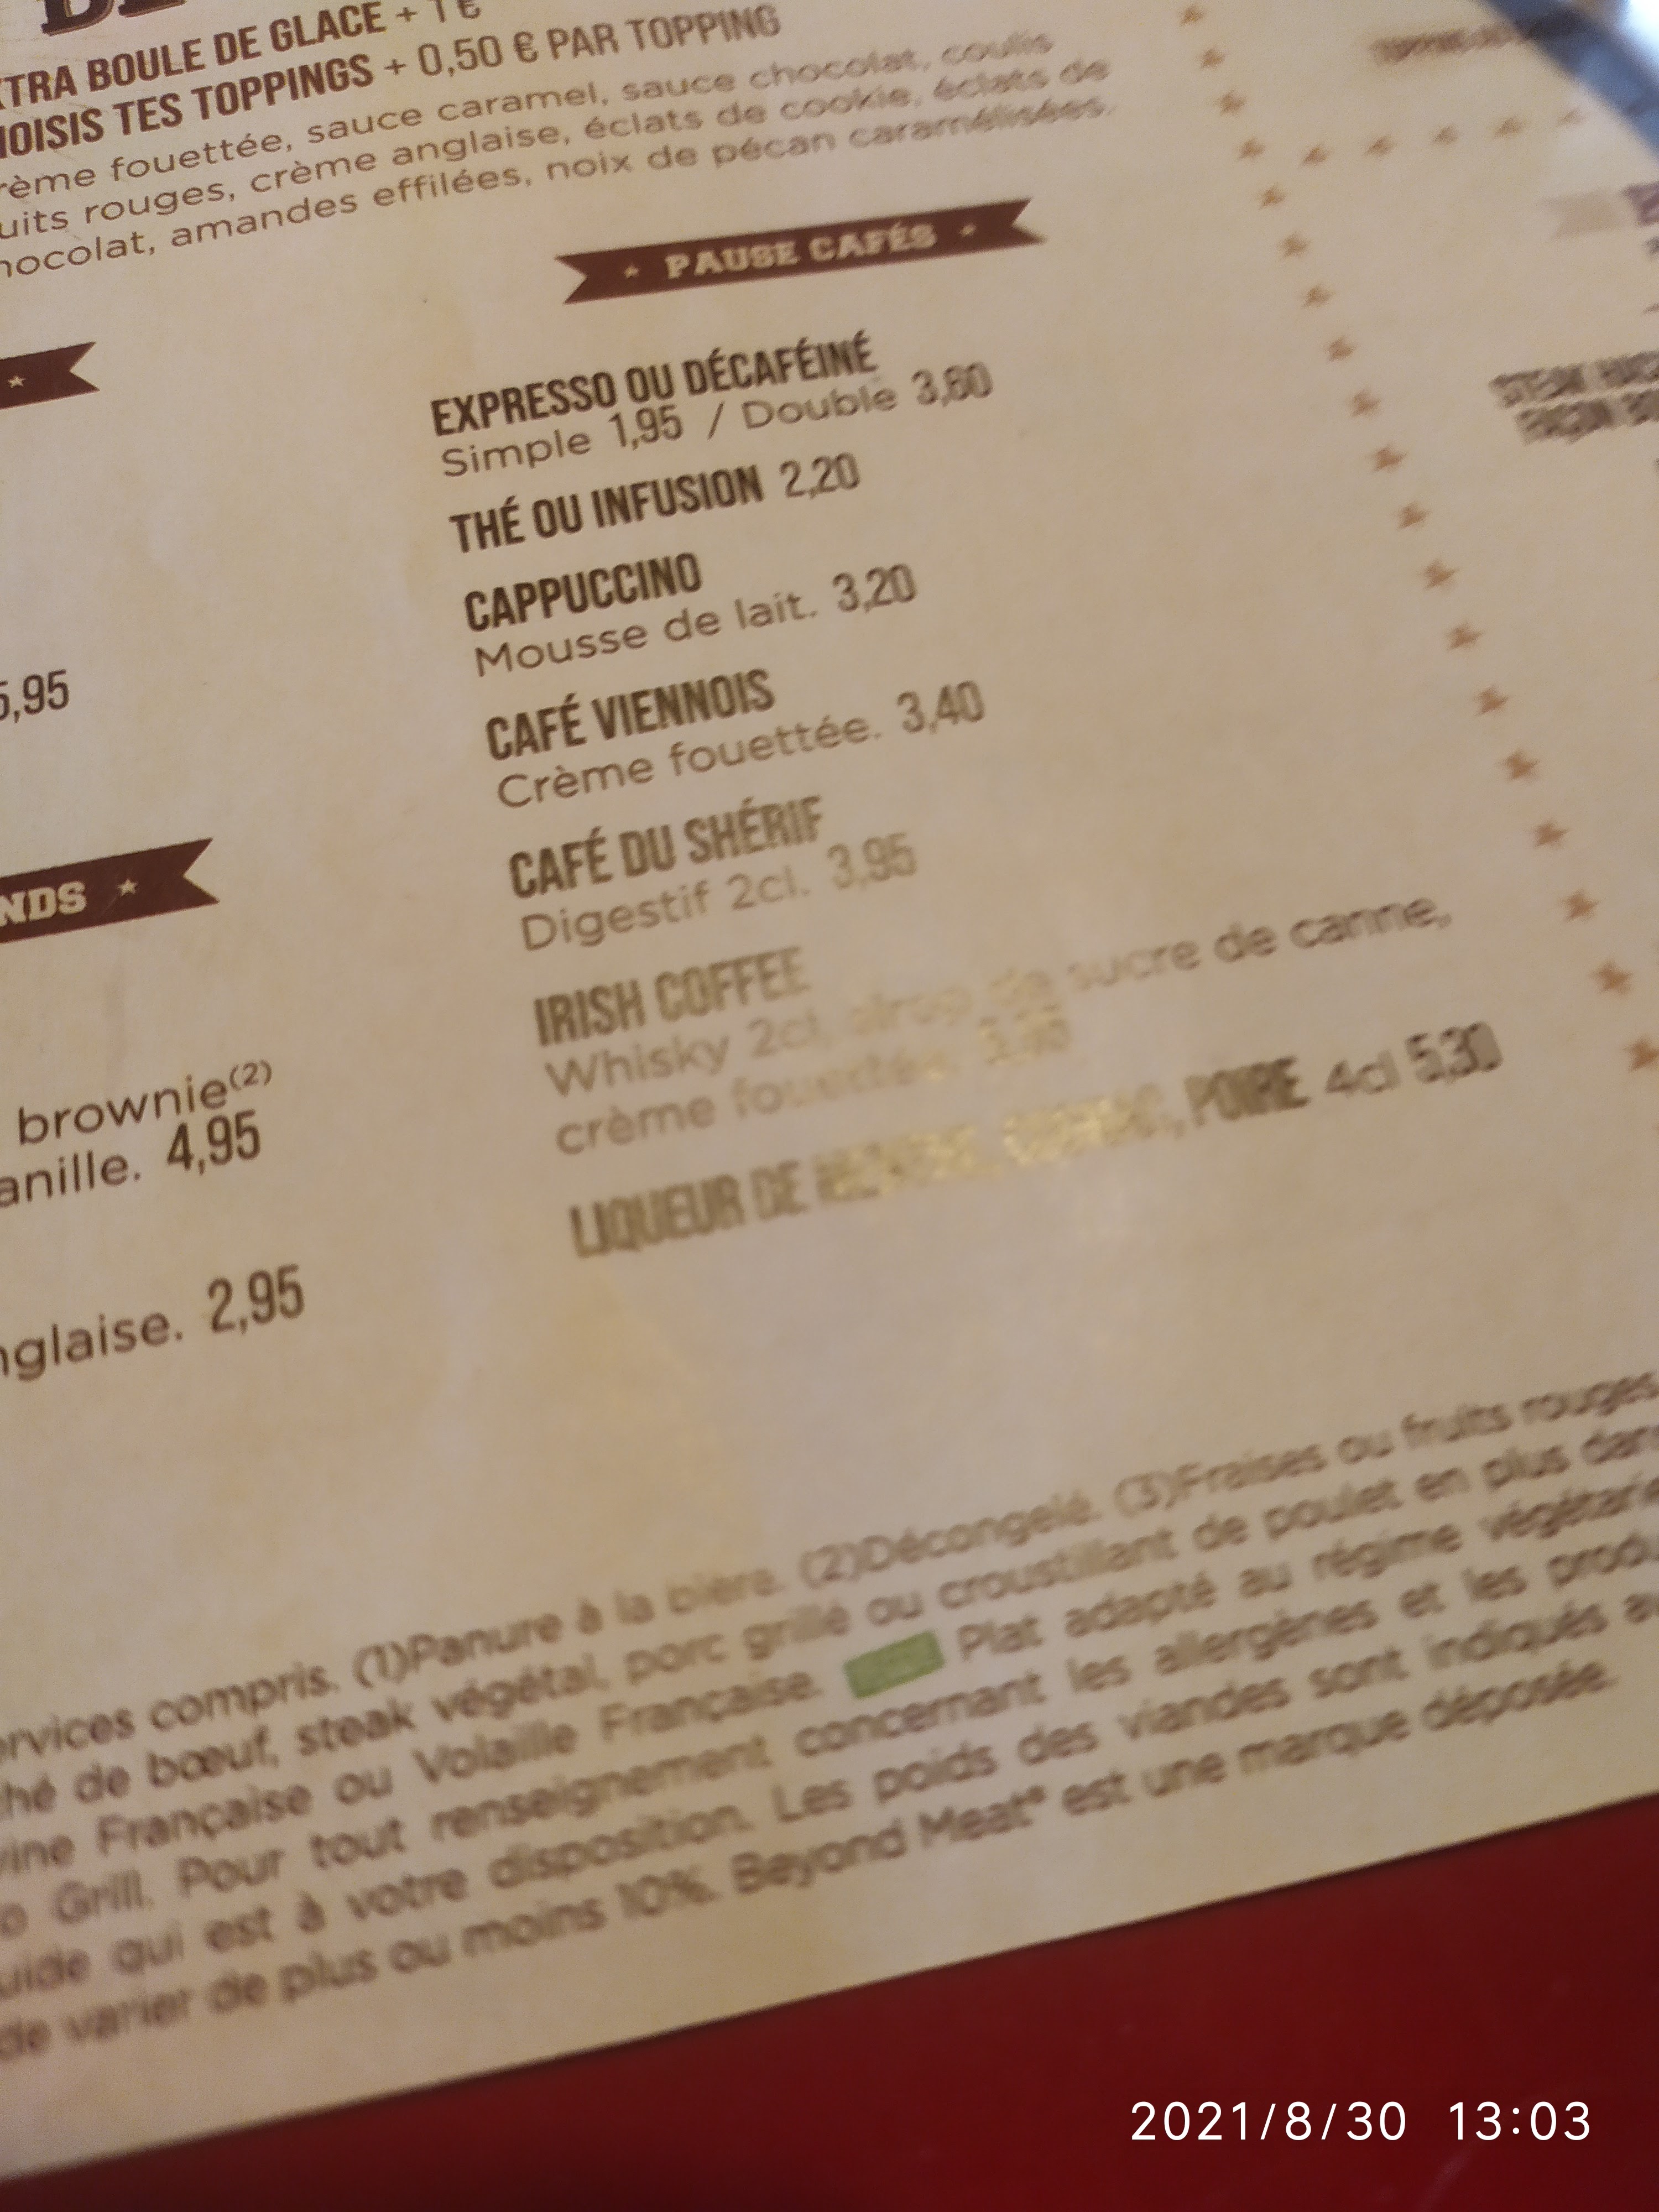 XTRA BOULE DE GLACE + 1 €
HOISIS TES TOPPINGS + 0,50 € PAR TOPPING
rème fouettée, sauce caramel, sauce chocolat, coulis
uits rouges, crème anglaise, éclats de cookie, éclats de
hocolat, amandes effilées, noix de pécan caramélisées.
PAUSE CAFÉS
EXPRESSO OU DÉCAFÉINÉ
Simple 1,95 / Double 3,60
THÉ OU INFUSION 2,20
CAPPUCCINO
Mousse de lait. 3,20
CAFÉ VIENNOIS
Crème fouettée. 3,40
CAFÉ DU SHÉRIF
Digestif 2cl. 3,95
IRISH COFFEE
Whisky 2cl, sirop de sucre de canne,
crème fouettée.
LIQUEUR DE POIRE 4cl 5,30
5,95
NDS
brownie(2)
anille. 4,95
nglaise. 2,95
ervices compris. (1)Panure à la bière. (2)Décongelé. (3)Fraises ou fruits rouges
ché de bœuf, steak végétal, porc grillé ou croustillant de poulet en plus dan
vine Française ou Volaille Française. Plat adapté au régime végétarie
o Grill. Pour tout renseignement concernant les allergènes et les produ
uide qui est à votre disposition. Les poids des viandes sont indiqués a
de varier de plus ou moins 10%. Beyond Meat® est une marque déposée.
2021/8/30 13:03